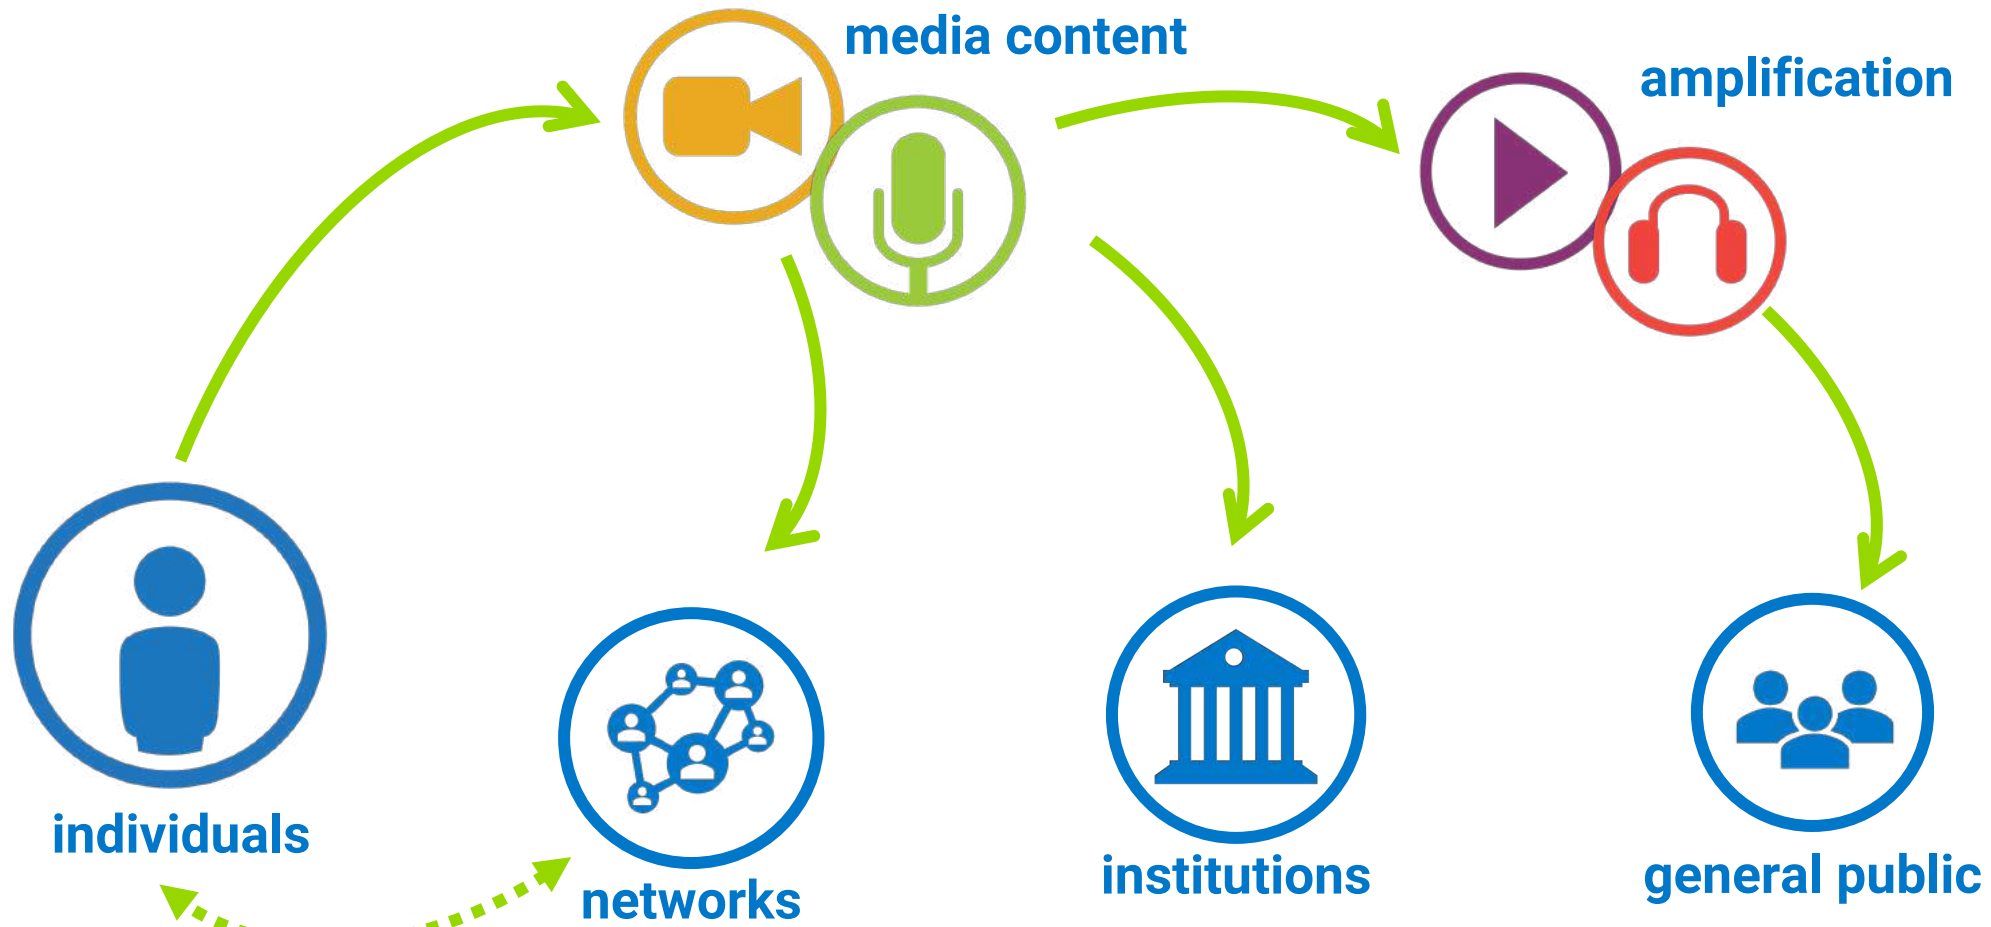 media content
amplification
individuals
networks
institutions
general public